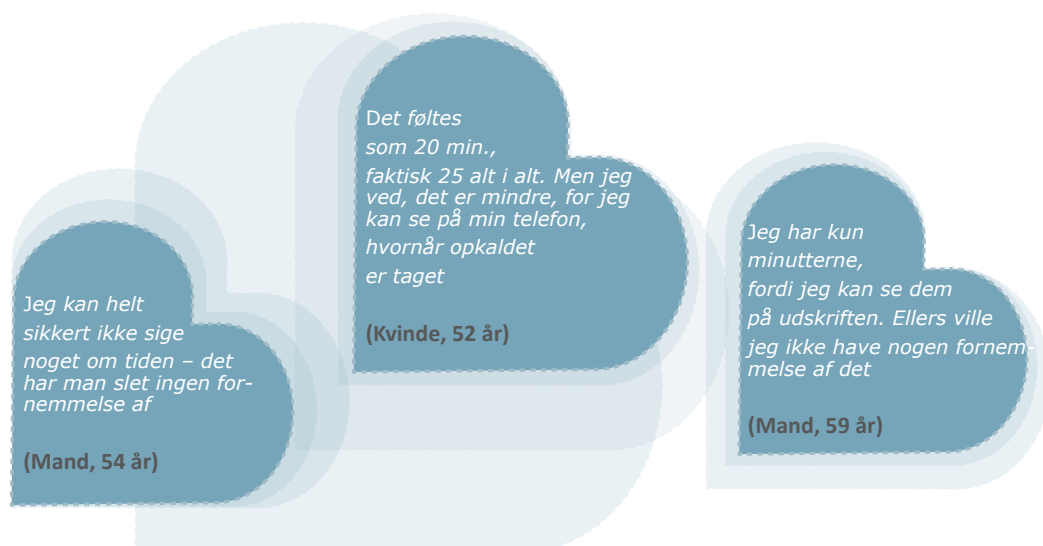 Jeg kan helt
sikkert ikke sige
noget om tiden – det
har man slet ingen for-
nemmelse af
(Mand, 54 år)
Det føltes
som 20 min.,
faktisk 25 alt i alt. Men jeg
ved, det er mindre, for jeg
kan se på min telefon,
hvornår opkaldet
er taget
(Kvinde, 52 år)
Jeg har kun
minutterne,
fordi jeg kan se dem
på udskriften. Ellers ville
jeg ikke have nogen fornem-
melse af det
(Mand, 59 år)